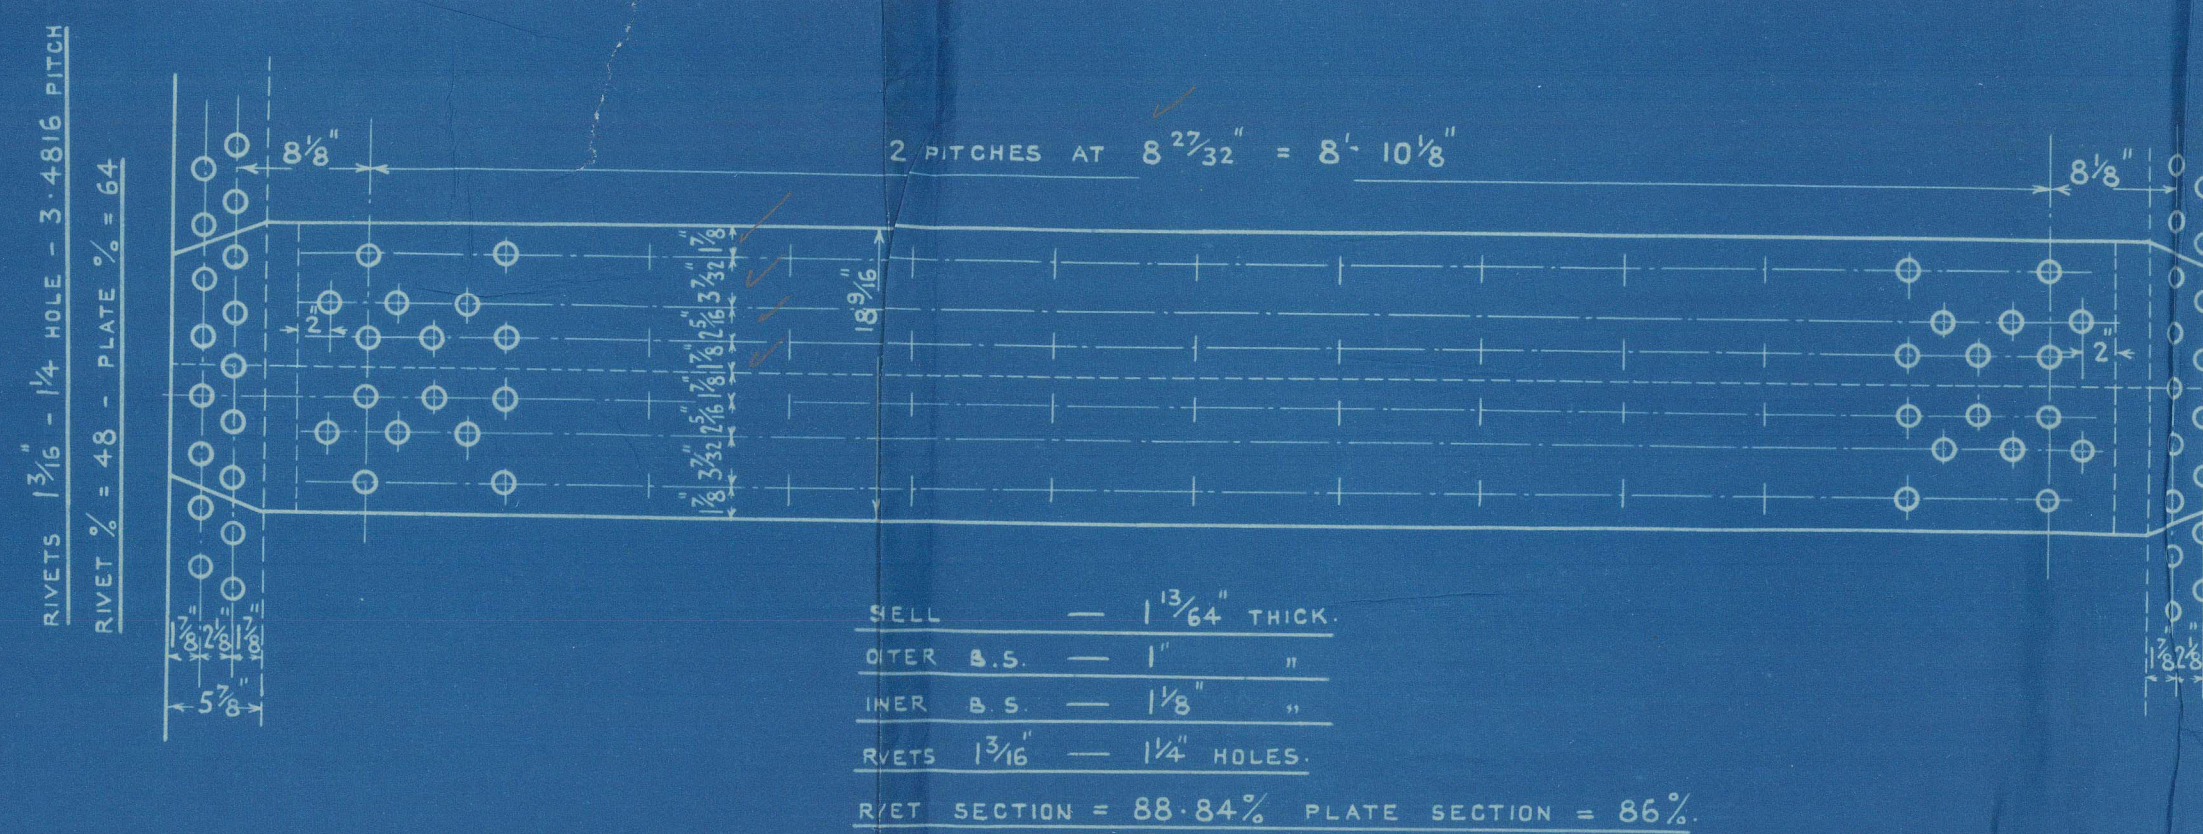 RIVETS 1 3/16" - 1 1/4 HOLE - 3·4816 PITCH
RIVET % = 48 - PLATE % = 64
8 1/8"
2 PITCHES AT 8 27/32" = 8'- 10 1/8"
8 1/8"
1 7/8"
3 7/32"
2 5/16"
1 7/8"
1 7/8"
2 5/16"
3 7/32"
1 7/8"
18 9/16"
2"
2"
SELL — 1 13/64" THICK.
OTER B.S. — 1" "
INER B.S. — 1 1/8" "
RVETS 1 3/16" — 1 1/4" HOLES.
RVET SECTION = 88·84% PLATE SECTION = 86%.
1 7/8" 2 1/8" 1 7/8"
5 7/8"
1 7/8" 2 1/8"